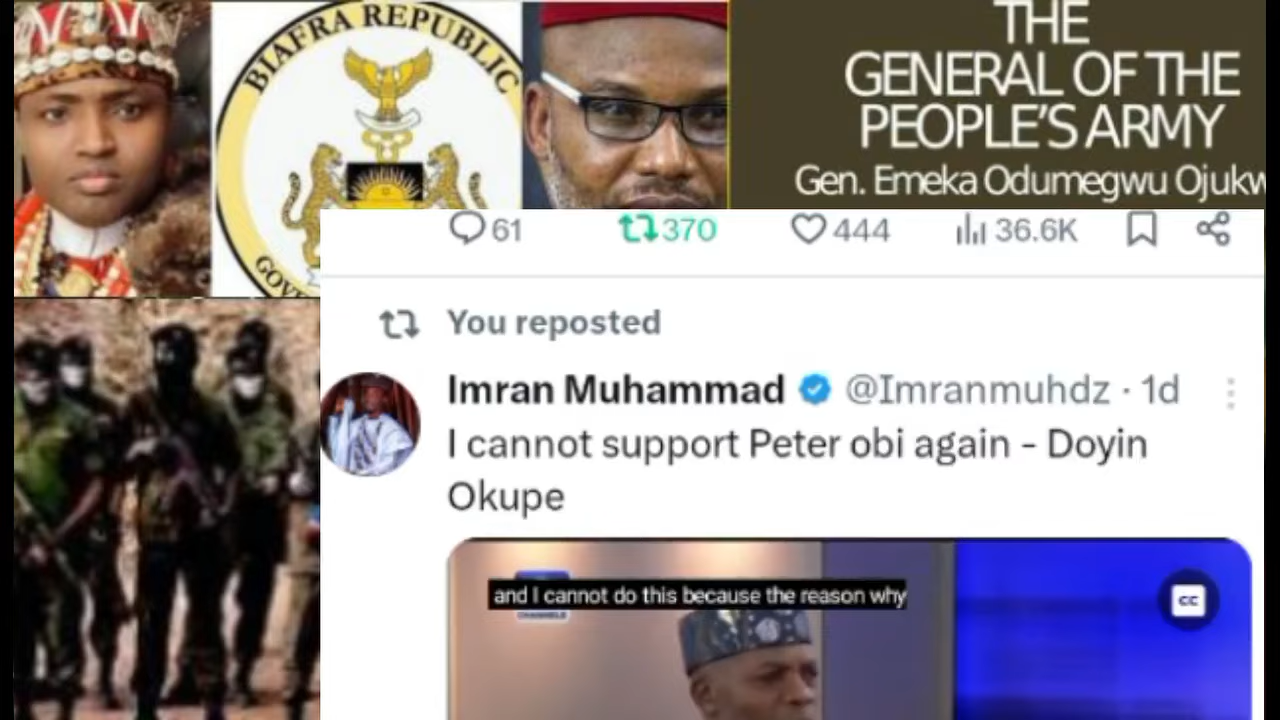 BIAFRA REPUBLIC
THE
GENERAL OF THE
PEOPLE'S ARMY
Gen. Emeka Odumegwu Ojukw
61 370 444 36.6K
GOVE
You reposted
Imran Muhammad @Imranmuhdz · 1d
I cannot support Peter obi again - Doyin
Okupe
and I cannot do this because the reason why
CC
CHANNELS